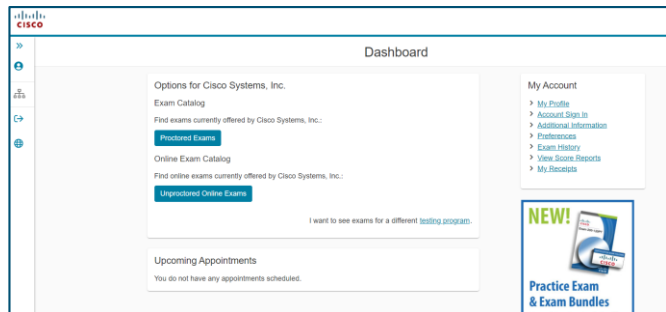 CISCO
Dashboard
Options for Cisco Systems, Inc.
Exam Catalog
Find exams currently offered by Cisco Systems, Inc.:
Proctored Exams
Online Exam Catalog
Find online exams currently offered by Cisco Systems, Inc.:
Unproctored Online Exams
I want to see exams for a different testing program.
Upcoming Appointments
You do not have any appointments scheduled.
My Account
My Profile
Account Sign In
Additional Information
Preferences
Exam History
View Score Reports
My Receipts
NEW!
CISCO
Practice Exam
& Exam Bundles